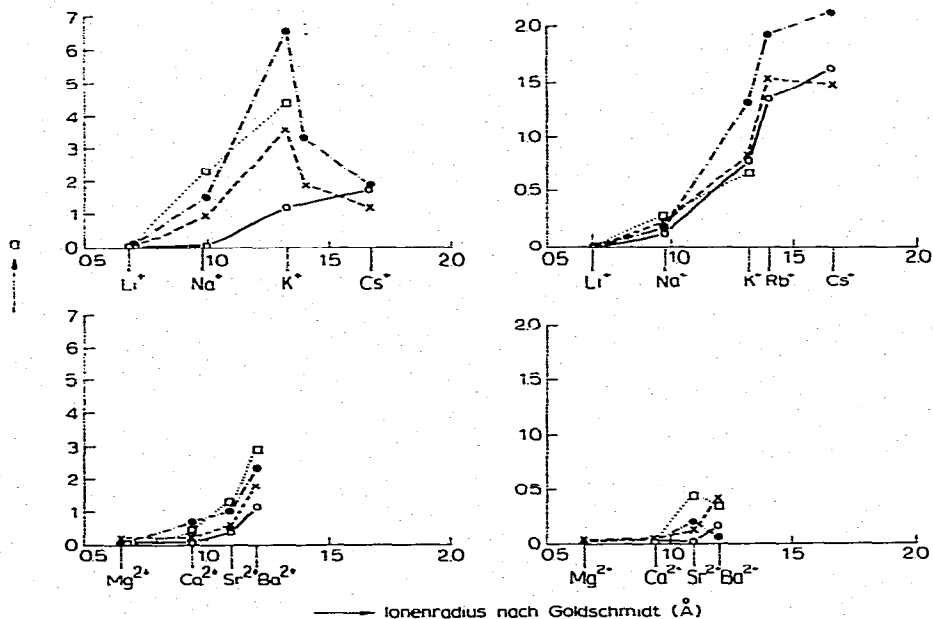 7
6
5
4
3
2
1
0
05 10 1.5 2.0
Li⁺ Na⁺ K⁺ Cs⁺
2.0
1.5
1.0
0.5
0
0.5 1.0 1.5 2.0
Li⁺ Na⁺ K⁺ Rb⁺ Cs⁺
a
7
6
5
4
3
2
1
0
0.5 1.0 1.5 2.0
Mg²⁺ Ca²⁺ Sr²⁺ Ba²⁺
2.0
1.5
1.0
0.5
0
0.5 1.0 1.5 2.0
Mg²⁺ Ca²⁺ Sr²⁺ Ba²⁺
Ionenradius nach Goldschmidt (Å)